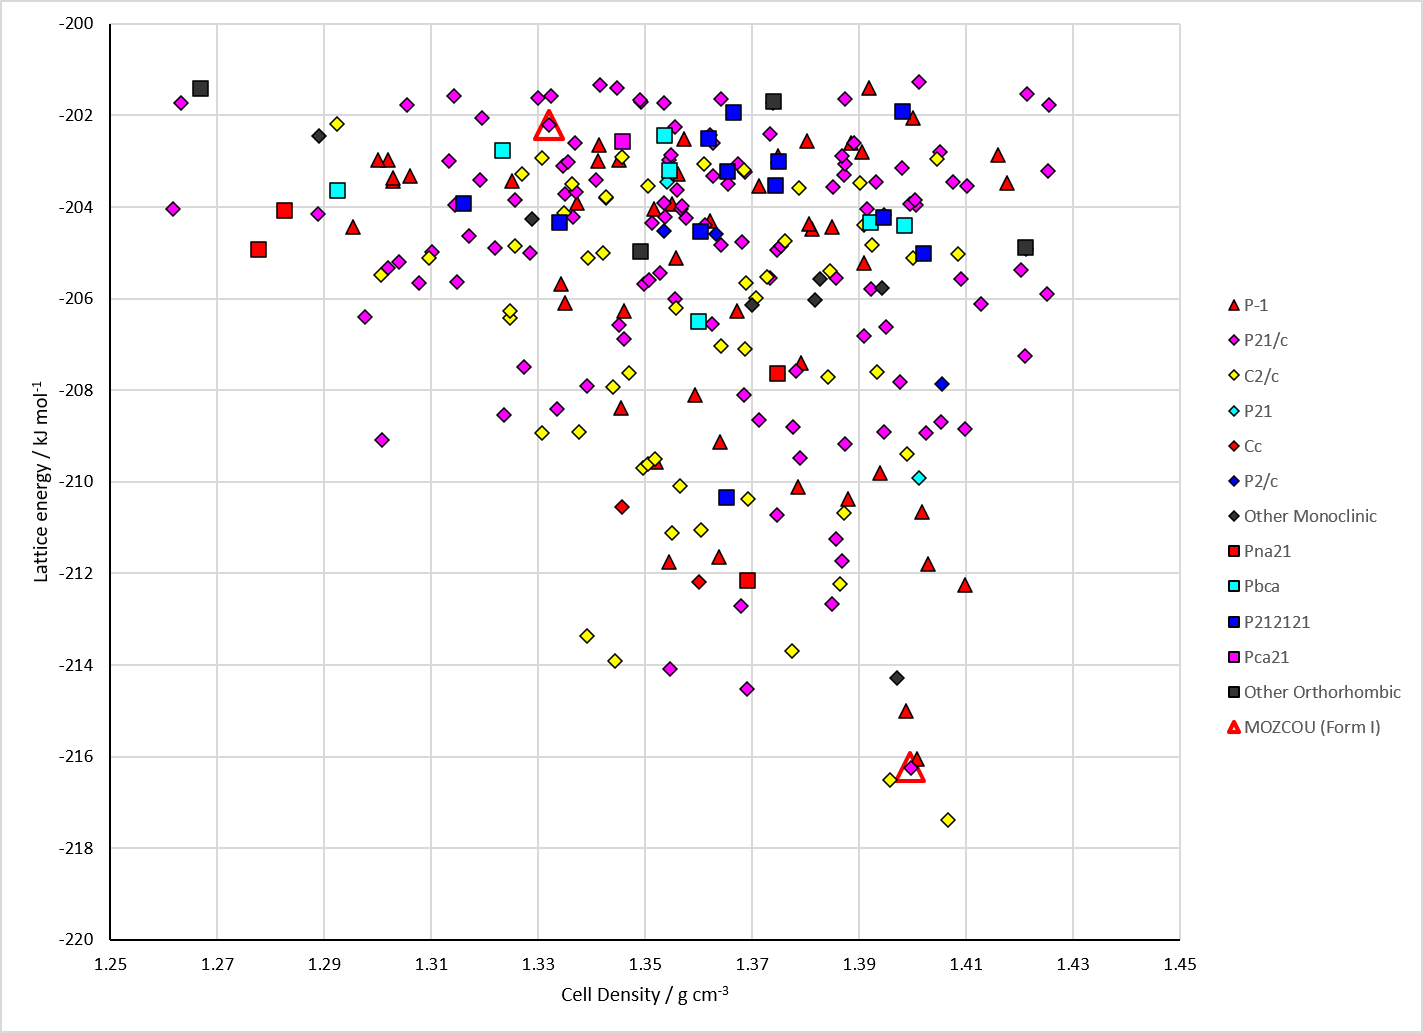 -200
-202
-204
-206
-208
-210
-212
-214
-216
-218
-220
Lattice energy / kJ mol⁻¹
1.25 1.27 1.29 1.31 1.33 1.35 1.37 1.39 1.41 1.43 1.45
Cell Density / g cm⁻³
P-1
P21/c
C2/c
P21
Cc
P2/c
Other Monoclinic
Pna21
Pbca
P212121
Pca21
Other Orthorhombic
MOZCOU (Form I)